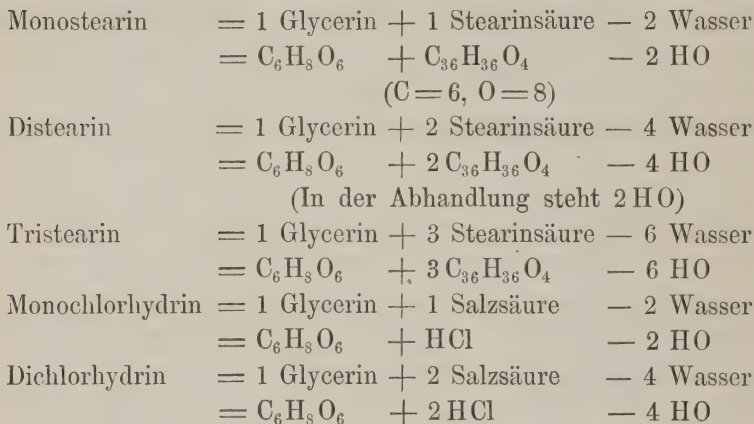 Monostearin = 1 Glycerin + 1 Stearinsäure — 2 Wasser
= C₆H₈O₆ + C₃₆H₃₆O₄ — 2 HO
(C = 6, O = 8)
Distearin = 1 Glycerin + 2 Stearinsäure — 4 Wasser
= C₆H₈O₆ + 2 C₃₆H₃₆O₄ — 4 HO
(In der Abhandlung steht 2 HO)
Tristearin = 1 Glycerin + 3 Stearinsäure — 6 Wasser
= C₆H₈O₆ + 3 C₃₆H₃₆O₄ — 6 HO
Monochlorhydrin = 1 Glycerin + 1 Salzsäure — 2 Wasser
= C₆H₈O₆ + HCl — 2 HO
Dichlorhydrin = 1 Glycerin + 2 Salzsäure — 4 Wasser
= C₆H₈O₆ + 2 HCl — 4 HO